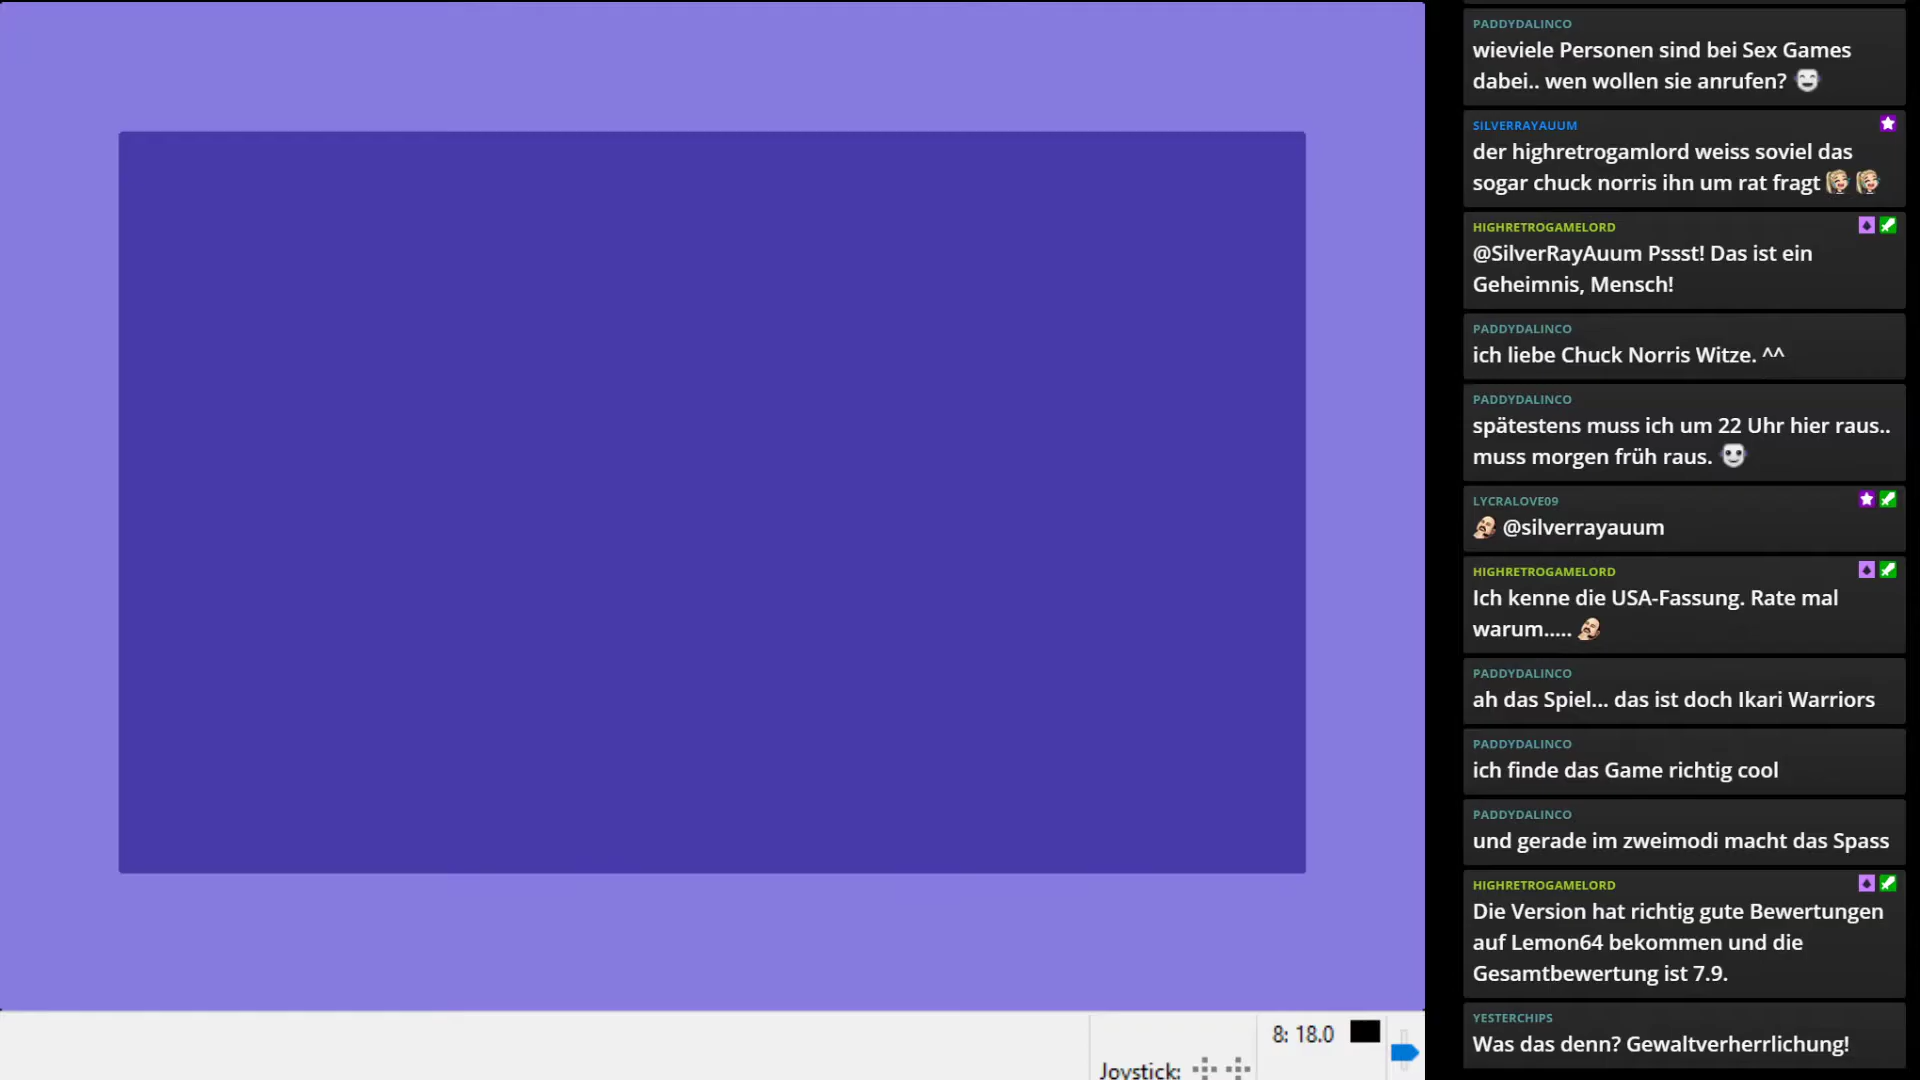 PADDYDALINCO
wieviele Personen sind bei Sex Games
dabei.. wen wollen sie anrufen?
SILVERRAYAUUM
der highretrogamlord weiss soviel das
sogar chuck norris ihn um rat fragt
HIGHRETROGAMELORD
@SilverRayAuum Pssst! Das ist ein
Geheimnis, Mensch!
PADDYDALINCO
ich liebe Chuck Norris Witze. ^^
PADDYDALINCO
spätestens muss ich um 22 Uhr hier raus..
muss morgen früh raus.
LYCRALOVE09
@silverrayauum
HIGHRETROGAMELORD
Ich kenne die USA-Fassung. Rate mal
warum.....
PADDYDALINCO
ah das Spiel... das ist doch Ikari Warriors
PADDYDALINCO
ich finde das Game richtig cool
PADDYDALINCO
und gerade im zweimodi macht das Spass
HIGHRETROGAMELORD
Die Version hat richtig gute Bewertungen
auf Lemon64 bekommen und die
Gesamtbewertung ist 7.9.
YESTERCHIPS
Was das denn? Gewaltverherrlichung!
8: 18.0
Joystick: